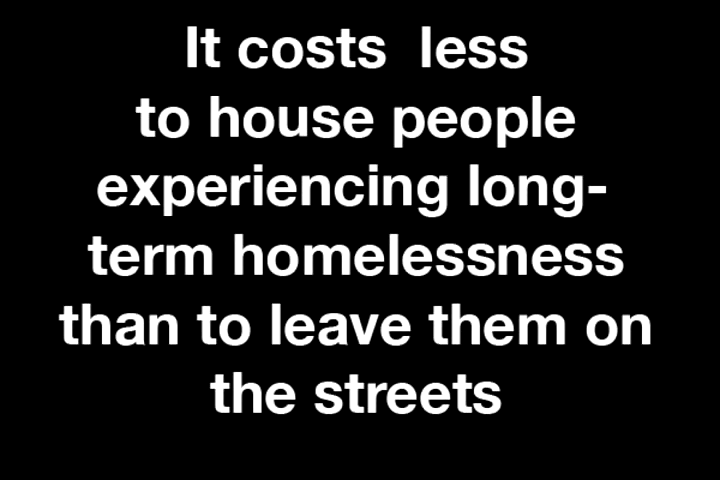 It costs  less
to house people
experiencing long-
term homelessness
than to leave them on
the streets